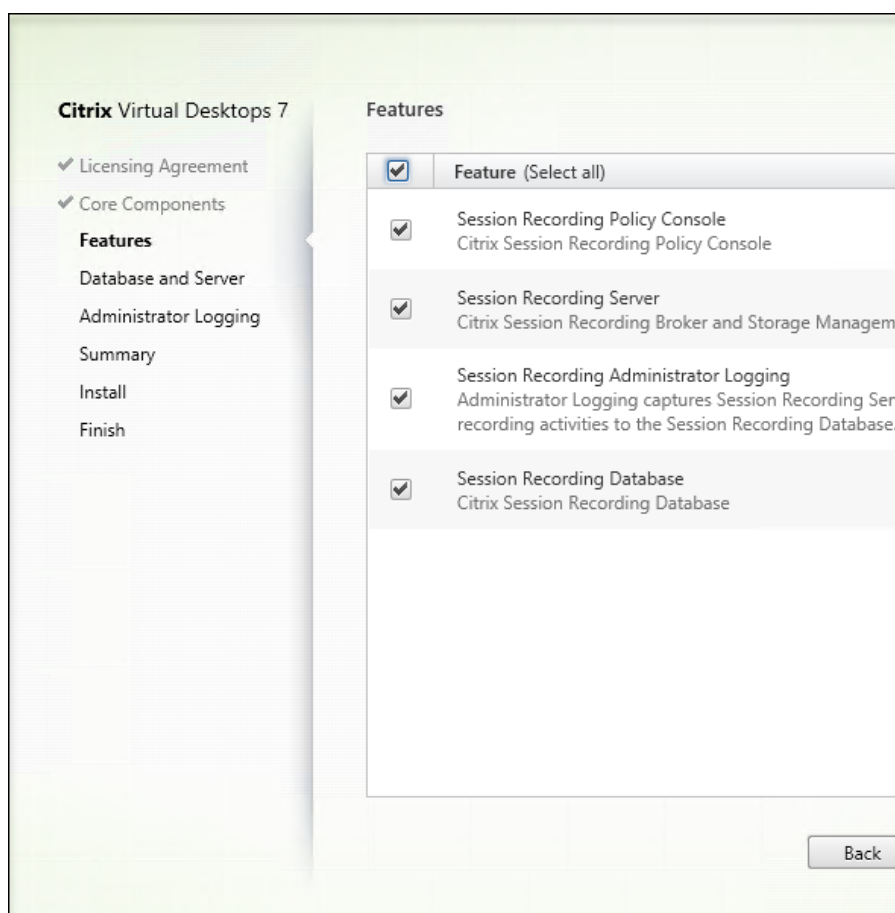 Citrix Virtual Desktops 7
Licensing Agreement
Core Components
Features
Database and Server
Administrator Logging
Summary
Install
Finish
Features
Feature (Select all)
Session Recording Policy Console
Citrix Session Recording Policy Console
Session Recording Server
Citrix Session Recording Broker and Storage Managem
Session Recording Administrator Logging
Administrator Logging captures Session Recording Ser
recording activities to the Session Recording Database.
Session Recording Database
Citrix Session Recording Database
Back